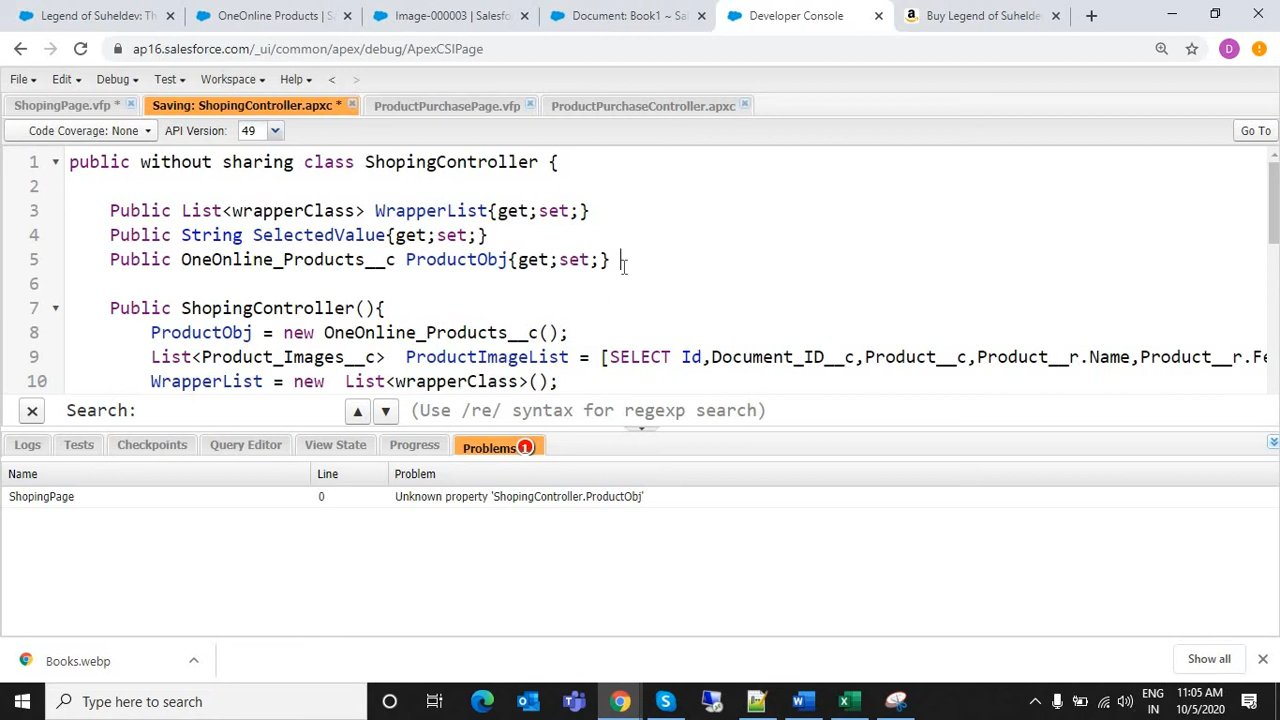 Legend of Suheldev: Th
OneOnline Products | S
Image-000003 | Salesfor
Document: Book1 ~ Sal
Developer Console
Buy Legend of Suhelde
ap16.salesforce.com/_ui/common/apex/debug/ApexCSIPage
D
File Edit Debug Test Workspace Help < >
ShopingPage.vfp *
Saving: ShopingController.apxc *
ProductPurchasePage.vfp
ProductPurchaseController.apxc
Code Coverage: None
API Version:
49
Go To
1 public without sharing class ShopingController {
2
3 Public List<wrapperClass> WrapperList{get;set;}
4 Public String SelectedValue{get;set;}
5 Public OneOnline_Products__c ProductObj{get;set;}
6
7 Public ShopingController(){
8 ProductObj = new OneOnline_Products__c();
9 List<Product_Images__c> ProductImageList = [SELECT Id,Document_ID__c,Product__c,Product__r.Name,Product__r.Fe
10 WrapperList = new List<wrapperClass>();
Search: (Use /re/ syntax for regexp search)
Logs Tests Checkpoints Query Editor View State Progress Problems 1
Name Line Problem
ShopingPage 0 Unknown property 'ShopingController.ProductObj'
Books.webp
Show all
Type here to search
ENG
IN
11:05 AM
10/5/2020